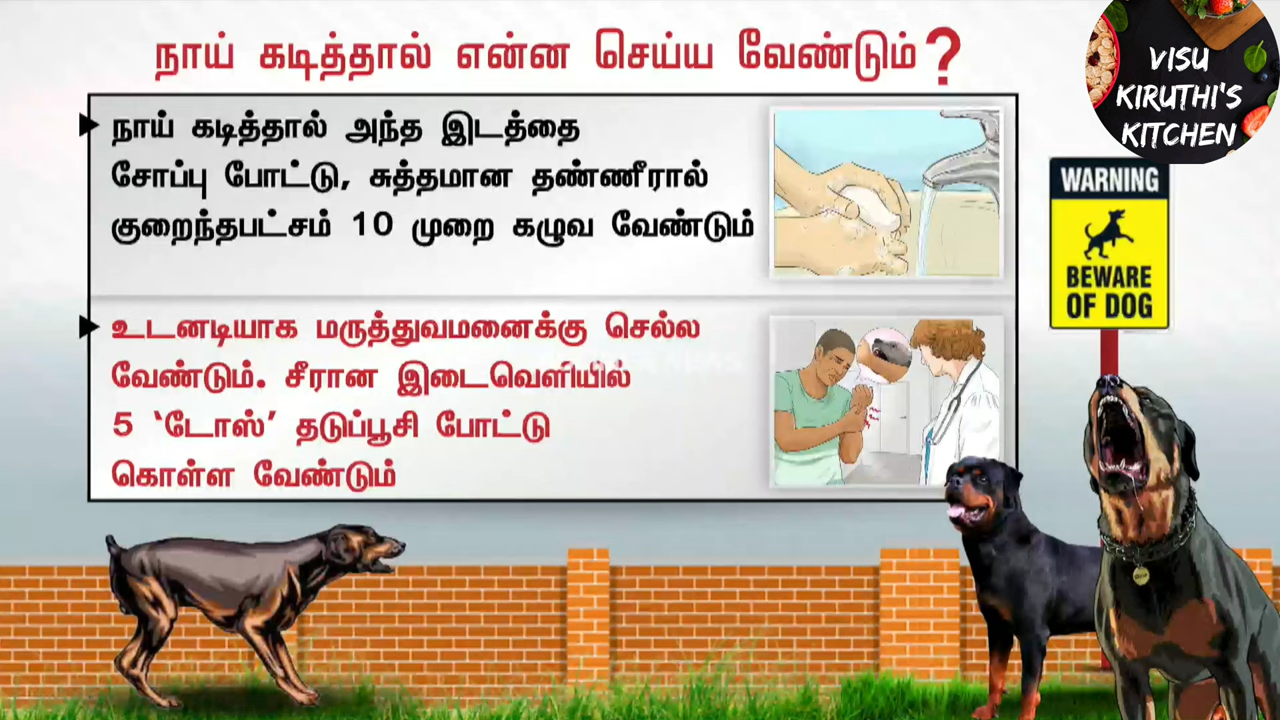 நாய் கடித்தால் என்ன செய்ய வேண்டும்?
VISU
KIRUTHI'S
KITCHEN
நாய் கடித்தால் அந்த இடத்தை
சோப்பு போட்டு, சுத்தமான தண்ணீரால்
குறைந்தபட்சம் 10 முறை கழுவ வேண்டும்
WARNING
BEWARE
OF DOG
உடனடியாக மருத்துவமனைக்கு செல்ல
வேண்டும். சீரான இடைவெளியில்
5 ‘டோஸ்’ தடுப்பூசி போட்டு
கொள்ள வேண்டும்